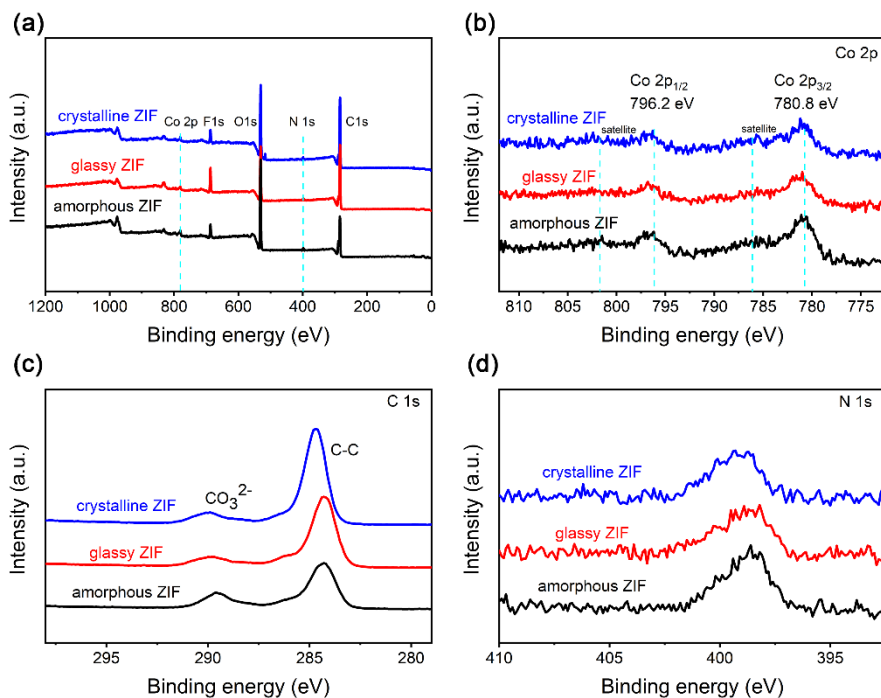 (a)
Co 2p F1s O1s N 1s C1s
crystalline ZIF
glassy ZIF
amorphous ZIF
Intensity (a.u.)
1200 1000 800 600 400 200 0
Binding energy (eV)
(b)
Co 2p
Co 2p1/2 Co 2p3/2
796.2 eV 780.8 eV
crystalline ZIF
satellite satellite
glassy ZIF
amorphous ZIF
Intensity (a.u.)
810 805 800 795 790 785 780 775
Binding energy (eV)
(c)
C 1s
C-C
CO3 2-
crystalline ZIF
glassy ZIF
amorphous ZIF
Intensity (a.u.)
295 290 285 280
Binding energy (eV)
(d)
N 1s
crystalline ZIF
glassy ZIF
amorphous ZIF
Intensity (a.u.)
410 405 400 395
Binding energy (eV)